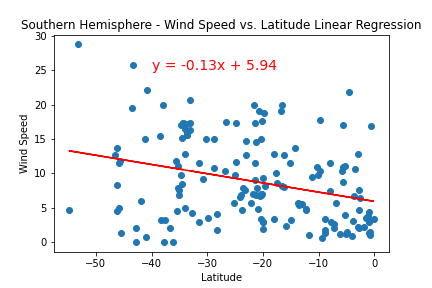 Southern Hemisphere - Wind Speed vs. Latitude Linear Regression
30
25
20
15
10
5
0
Wind Speed
y = -0.13x + 5.94
−50 −40 −30 −20 −10 0
Latitude